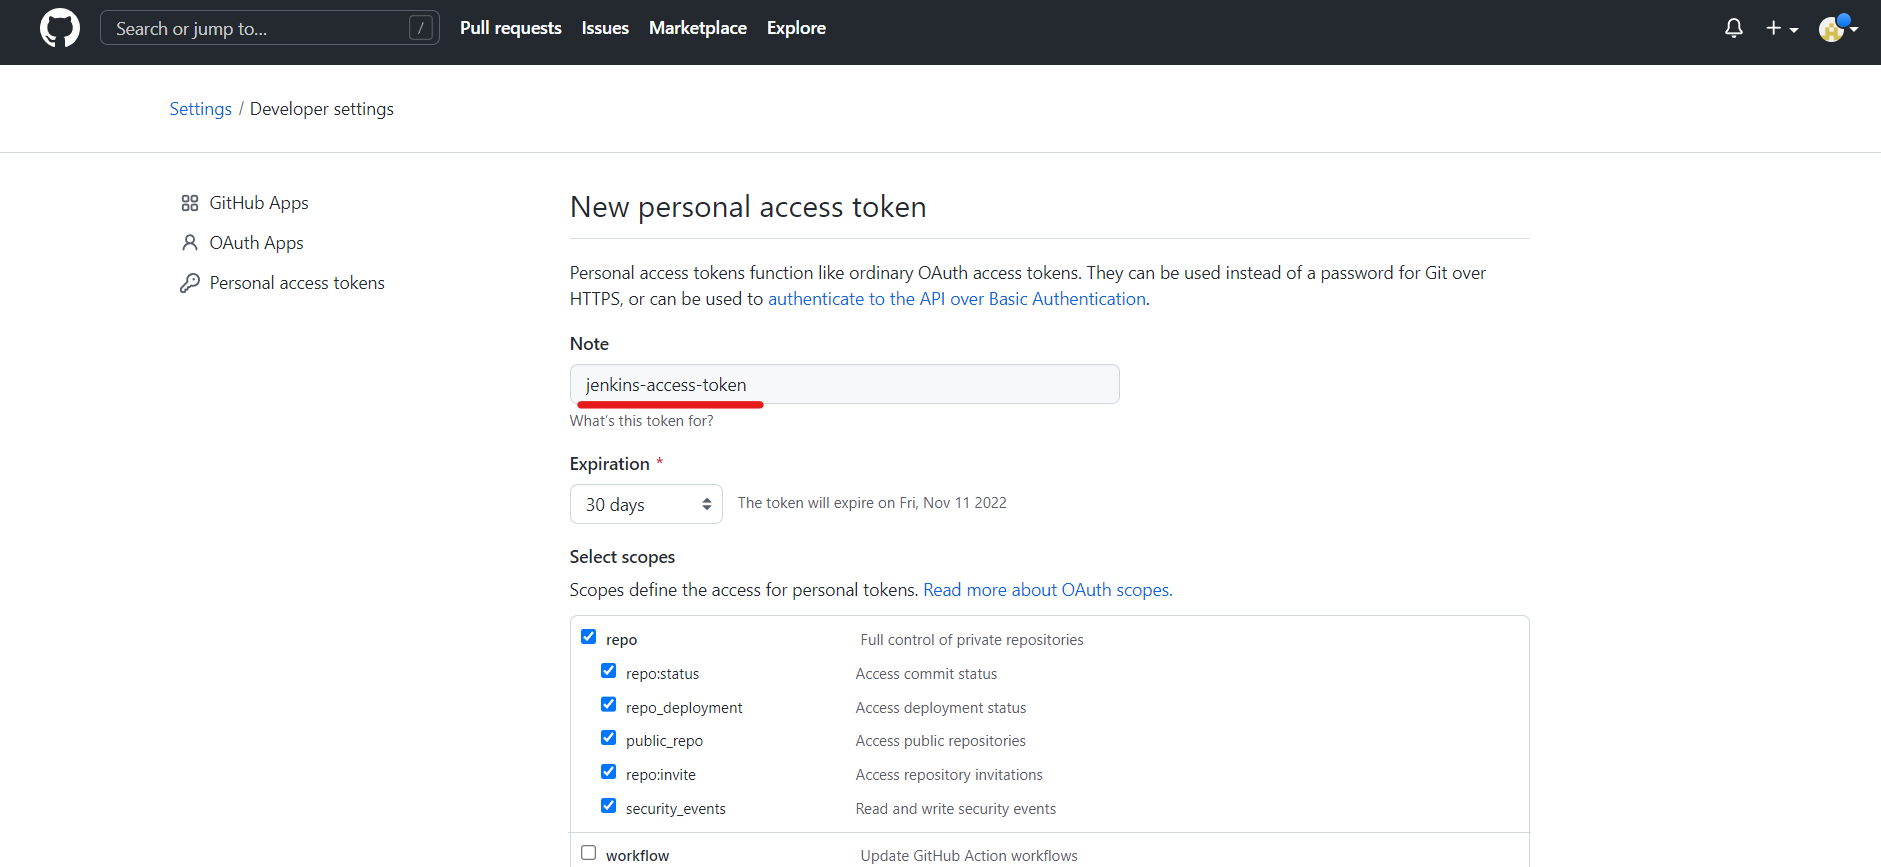 Search or jump to... /
Pull requests Issues Marketplace Explore
Settings / Developer settings
GitHub Apps
OAuth Apps
Personal access tokens
New personal access token
Personal access tokens function like ordinary OAuth access tokens. They can be used instead of a password for Git over
HTTPS, or can be used to authenticate to the API over Basic Authentication.
Note
jenkins-access-token
What's this token for?
Expiration *
30 days The token will expire on Fri, Nov 11 2022
Select scopes
Scopes define the access for personal tokens. Read more about OAuth scopes.
repo Full control of private repositories
repo:status Access commit status
repo_deployment Access deployment status
public_repo Access public repositories
repo:invite Access repository invitations
security_events Read and write security events
workflow Update GitHub Action workflows